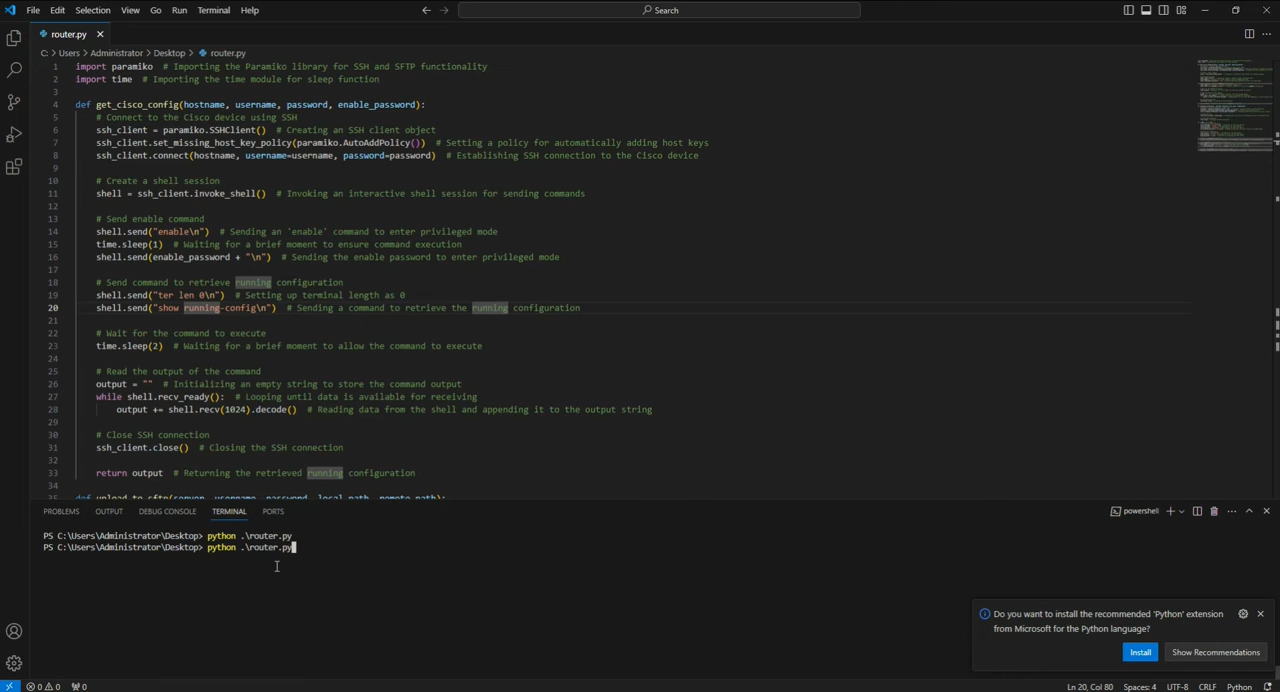 File Edit Selection View Go Run Terminal Help
Search
router.py
C: > Users > Administrator > Desktop > router.py
1 import paramiko # Importing the Paramiko library for SSH and SFTP functionality
2 import time # Importing the time module for sleep function
3
4 def get_cisco_config(hostname, username, password, enable_password):
5 # Connect to the Cisco device using SSH
6 ssh_client = paramiko.SSHClient() # Creating an SSH client object
7 ssh_client.set_missing_host_key_policy(paramiko.AutoAddPolicy()) # Setting a policy for automatically adding host keys
8 ssh_client.connect(hostname, username=username, password=password) # Establishing SSH connection to the Cisco device
9
10 # Create a shell session
11 shell = ssh_client.invoke_shell() # Invoking an interactive shell session for sending commands
12
13 # Send enable command
14 shell.send("enable\n") # Sending an 'enable' command to enter privileged mode
15 time.sleep(1) # Waiting for a brief moment to ensure command execution
16 shell.send(enable_password + "\n") # Sending the enable password to enter privileged mode
17
18 # Send command to retrieve running configuration
19 shell.send("ter len 0\n") # Setting up terminal length as 0
20 shell.send("show running-config\n") # Sending a command to retrieve the running configuration
21
22 # Wait for the command to execute
23 time.sleep(2) # Waiting for a brief moment to allow the command to execute
24
25 # Read the output of the command
26 output = "" # Initializing an empty string to store the command output
27 while shell.recv_ready(): # Looping until data is available for receiving
28 output += shell.recv(1024).decode() # Reading data from the shell and appending it to the output string
29
30 # Close SSH connection
31 ssh_client.close() # Closing the SSH connection
32
33 return output # Returning the retrieved running configuration
34
35 def upload_to_sftp(server, username, password, local_path, remote_path):
PROBLEMS OUTPUT DEBUG CONSOLE TERMINAL PORTS
powershell
PS C:\Users\Administrator\Desktop> python .\router.py
PS C:\Users\Administrator\Desktop> python .\router.py
Do you want to install the recommended 'Python' extension
from Microsoft for the Python language?
Install Show Recommendations
0 0 0 Ln 20, Col 80 Spaces: 4 UTF-8 CRLF Python